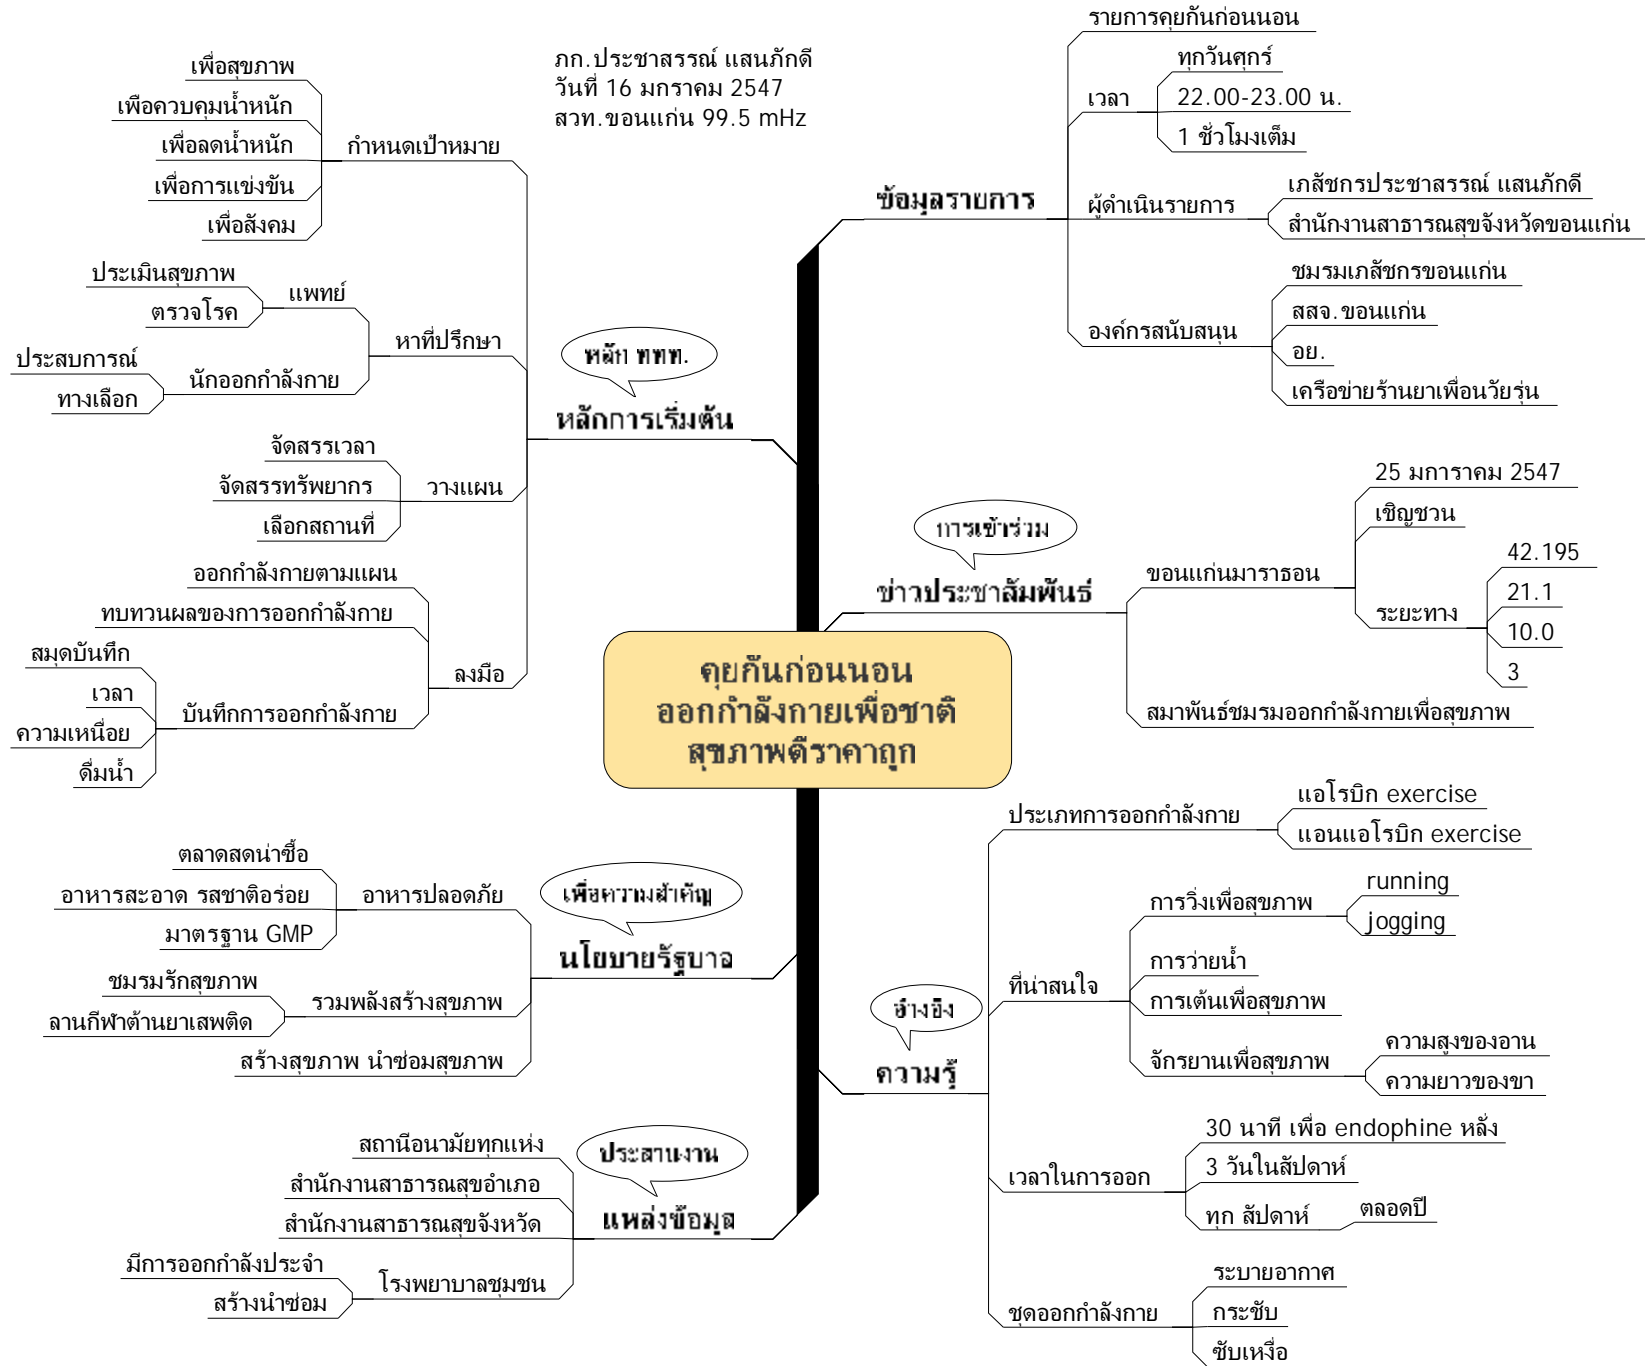 ภก.ประชาสรรณ์ แสนภักดี
วันที่ 16 มกราคม 2547
สวท.ขอนแก่น 99.5 mHz
คุยกันก่อนนอน
ออกกำลังกายเพื่อชาติ
สุขภาพดีราคาถูก
ข้อมูลรายการ
รายการคุยกันก่อนนอน
เวลา
ทุกวันศุกร์
22.00-23.00 น.
1 ชั่วโมงเต็ม
ผู้ดำเนินรายการ
เภสัชกรประชาสรรณ์ แสนภักดี
สำนักงานสาธารณสุขจังหวัดขอนแก่น
องค์กรสนับสนุน
ชมรมเภสัชกรขอนแก่น
สสจ.ขอนแก่น
อย.
เครือข่ายร้านยาเพื่อนวัยรุ่น
การเข้าร่วม
ข่าวประชาสัมพันธ์
ขอนแก่นมาราธอน
25 มการาคม 2547
เชิญชวน
ระยะทาง
42.195
21.1
10.0
3
สมาพันธ์ชมรมออกกำลังกายเพื่อสุขภาพ
อ้างอิง
ความรู้
ประเภทการออกกำลังกาย
แอโรบิก exercise
แอนแอโรบิก exercise
ที่น่าสนใจ
การวิ่งเพื่อสุขภาพ
running
jogging
การว่ายน้ำ
การเต้นเพื่อสุขภาพ
จักรยานเพื่อสุขภาพ
ความสูงของอาน
ความยาวของขา
เวลาในการออก
30 นาที เพื่อ endophine หลั่ง
3 วันในสัปดาห์
ทุก สัปดาห์
ตลอดปี
ชุดออกกำลังกาย
ระบายอากาศ
กระชับ
ซับเหงื่อ
หลัก ททท.
หลักการเริ่มต้น
กำหนดเป้าหมาย
เพื่อสุขภาพ
เพือควบคุมน้ำหนัก
เพื่อลดน้ำหนัก
เพื่อการแข่งขัน
เพื่อสังคม
หาที่ปรึกษา
แพทย์
ประเมินสุขภาพ
ตรวจโรค
นักออกกำลังกาย
ประสบการณ์
ทางเลือก
วางแผน
จัดสรรเวลา
จัดสรรทรัพยากร
เลือกสถานที่
ลงมือ
ออกกำลังกายตามแผน
ทบทวนผลของการออกกำลังกาย
บันทึกการออกกำลังกาย
สมุดบันทึก
เวลา
ความเหนื่อย
ดื่มน้ำ
เพื่อความสำคัญ
นโยบายรัฐบาล
อาหารปลอดภัย
ตลาดสดน่าซื้อ
อาหารสะอาด รสชาติอร่อย
มาตรฐาน GMP
รวมพลังสร้างสุขภาพ
ชมรมรักสุขภาพ
ลานกีฬาต้านยาเสพติด
สร้างสุขภาพ นำซ่อมสุขภาพ
ประสานงาน
แหล่งข้อมูล
สถานีอนามัยทุกแห่ง
สำนักงานสาธารณสุขอำเภอ
สำนักงานสาธารณสุขจังหวัด
โรงพยาบาลชุมชน
มีการออกกำลังประจำ
สร้างนำซ่อม